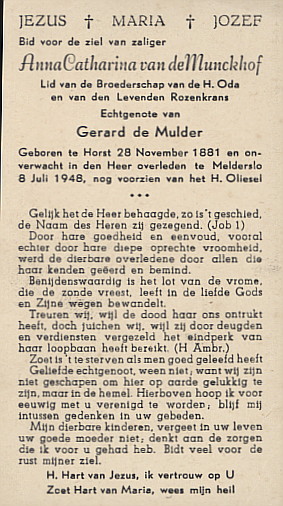 JEZUS † MARIA † JOZEF
Bid voor de ziel van zaliger
Anna Catharina van de Munckhof
Lid van de Broederschap van de H. Oda
en van den Levenden Rozenkrans
Echtgenote van
Gerard de Mulder
Geboren te Horst 28 November 1881 en on-
verwacht in den Heer overleden te Melderslo
8 Juli 1948, nog voorzien van het H. Oliesel
•••
Gelijk het de Heer behaagde, zo is't geschied,
de Naam des Heren zij gezegend. (Job 1)
Door hare goedheid en eenvoud, vooral
echter door hare diepe oprechte vroomheid,
werd de dierbare overledene door allen die
haar kenden geëerd en bemind.
Benijdenswaardig is het lot van de vrome,
die de zonde vreest, leeft in de liefde Gods
en Zijne wegen bewandelt.
Treuren wij, wijl de dood haar ons ontrukt
heeft, doch juichen wij, wijl zij door deugden
en verdiensten vergezeld het eindperk van
haar loopbaan heeft bereikt. (H Ambr.)
Zoet is 't te sterven als men goed geleefd heeft
Geliefde echtgenoot, ween niet; want wij zijn
niet geschapen om hier op aarde gelukkig te
zijn, maar in de hemel. Hierboven hoop ik voor
eeuwig met u verenigd te worden; blijf mij
intussen gedenken in uw gebeden.
Mijn dierbare kinderen, vergeet in uw leven
uw goede moeder niet; denkt aan de zorgen
die ik voor u gehad heb. Bidt veel voor de
rust mijner ziel.
H. Hart van Jezus, ik vertrouw op U
Zoet Hart van Maria, wees mijn heil